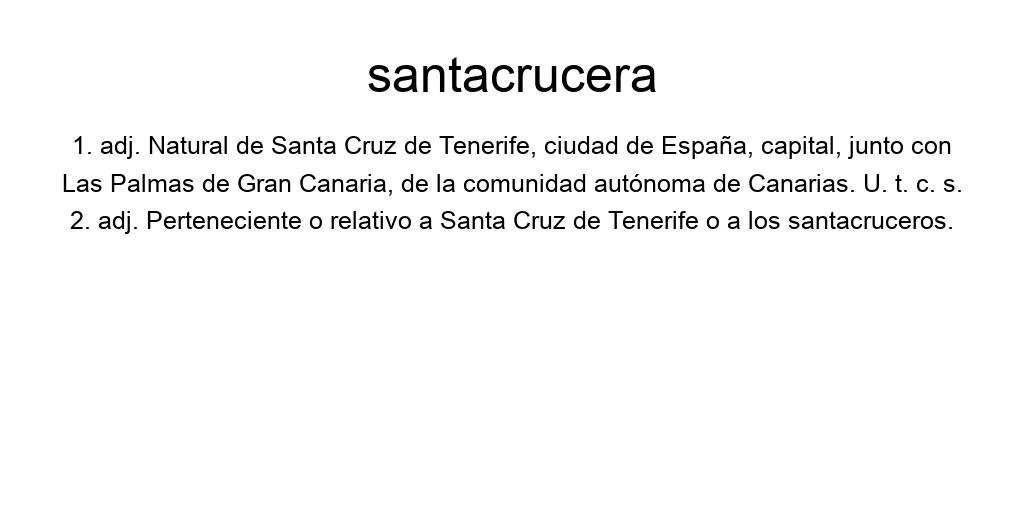 santacrucera
1. adj. Natural de Santa Cruz de Tenerife, ciudad de España, capital, junto con
Las Palmas de Gran Canaria, de la comunidad autónoma de Canarias. U. t. c. s.
2. adj. Perteneciente o relativo a Santa Cruz de Tenerife o a los santacruceros.